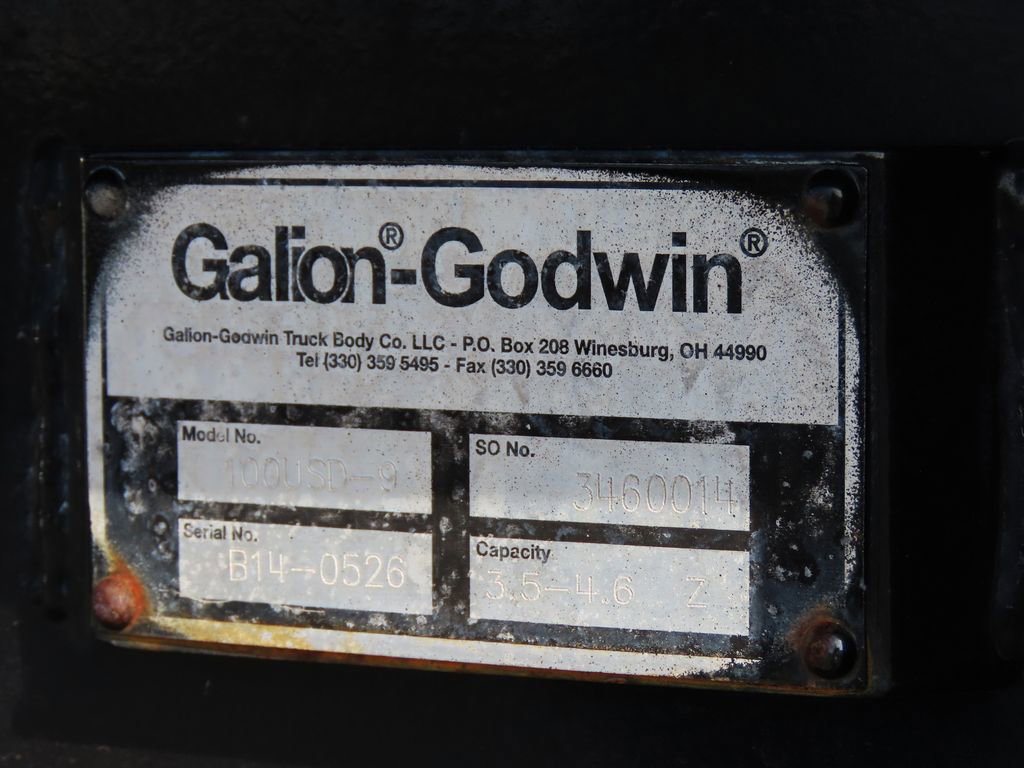 Galion®-Godwin®
Galion-Godwin Truck Body Co. LLC - P.O. Box 208 Winesburg, OH 44990
Tel (330) 359 5495 - Fax (330) 359 6660
Model No.
100USD-9
SO No.
3460014
Serial No.
B14-0526
Capacity
3.5-4.6 Z